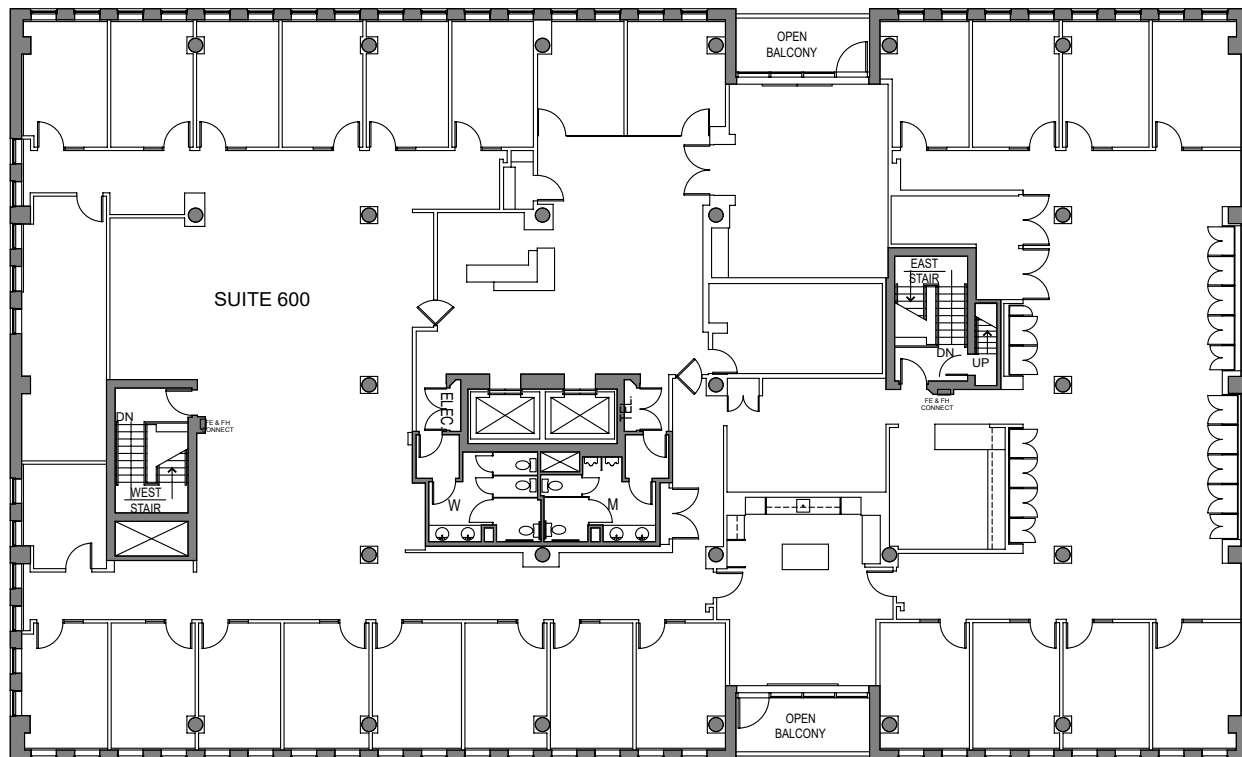 OPEN
BALCONY
EAST
STAIR
SUITE 600
DN
UP
FE & FH
CONNECT
ELEC.
TEL.
DN
FE & FH
CONNECT
WEST
STAIR
W
M
OPEN
BALCONY